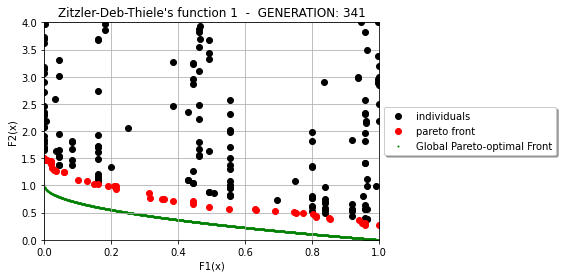 Zitzler-Deb-Thiele's function 1 - GENERATION: 341
4.0
3.5
3.0
2.5
2.0
1.5
1.0
0.5
0.0
F2(x)
0.0 0.2 0.4 0.6 0.8 1.0
F1(x)
individuals
pareto front
Global Pareto-optimal Front